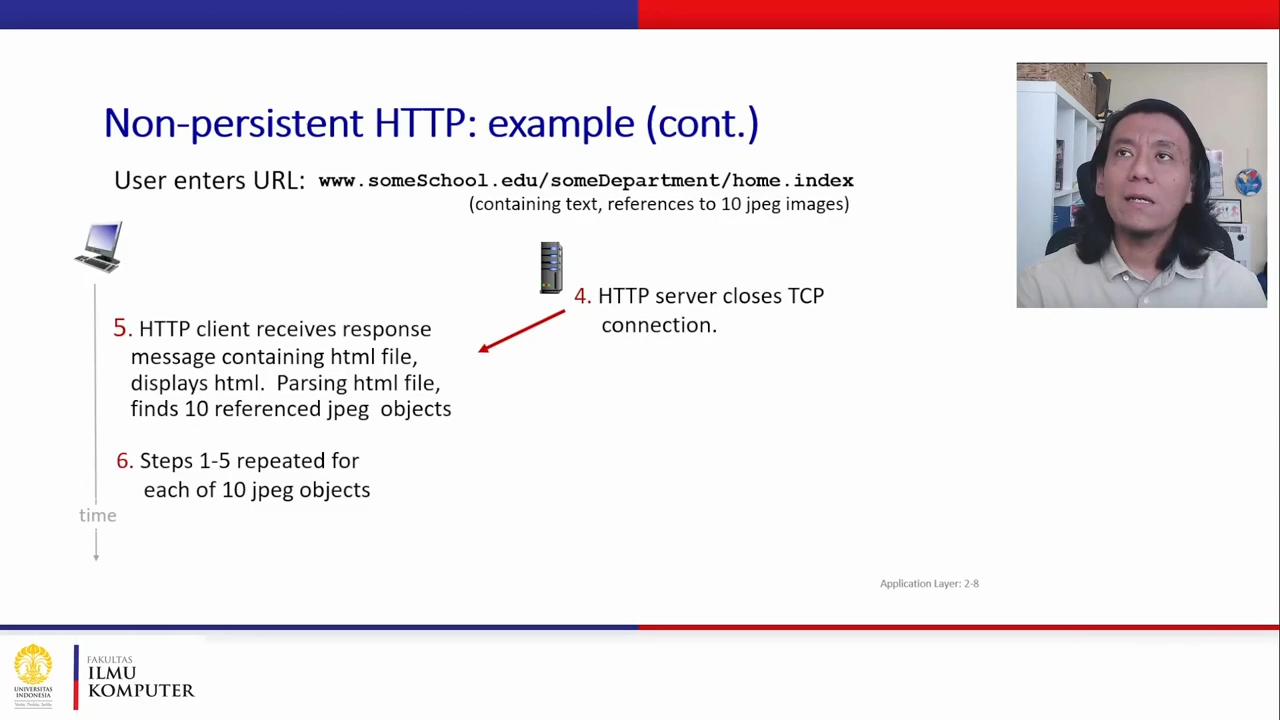 Non-persistent HTTP: example (cont.)
User enters URL: www.someSchool.edu/someDepartment/home.index
(containing text, references to 10 jpeg images)
4. HTTP server closes TCP
connection.
5. HTTP client receives response
message containing html file,
displays html. Parsing html file,
finds 10 referenced jpeg objects
6. Steps 1-5 repeated for
each of 10 jpeg objects
time
Application Layer: 2-8
UNIVERSITAS
INDONESIA
FAKULTAS
ILMU
KOMPUTER